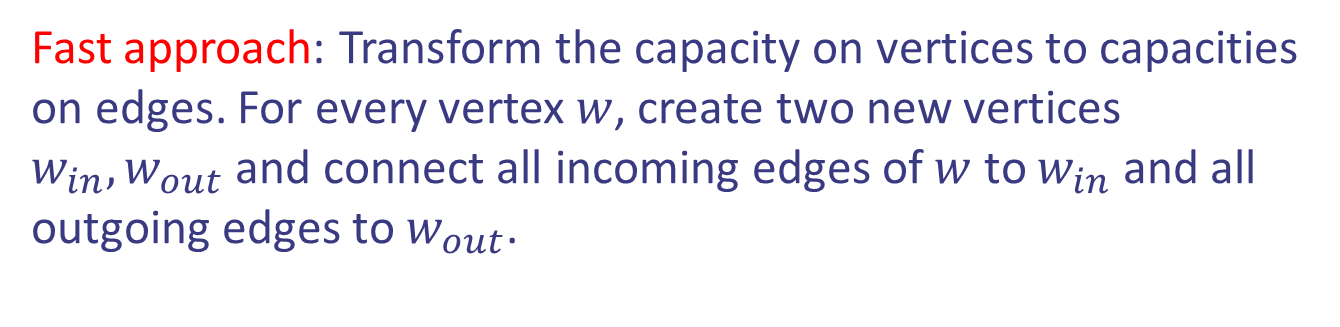 Fast approach: Transform the capacity on vertices to capacities
on edges. For every vertex w, create two new vertices
w_in, w_out and connect all incoming edges of w to w_in and all
outgoing edges to w_out.